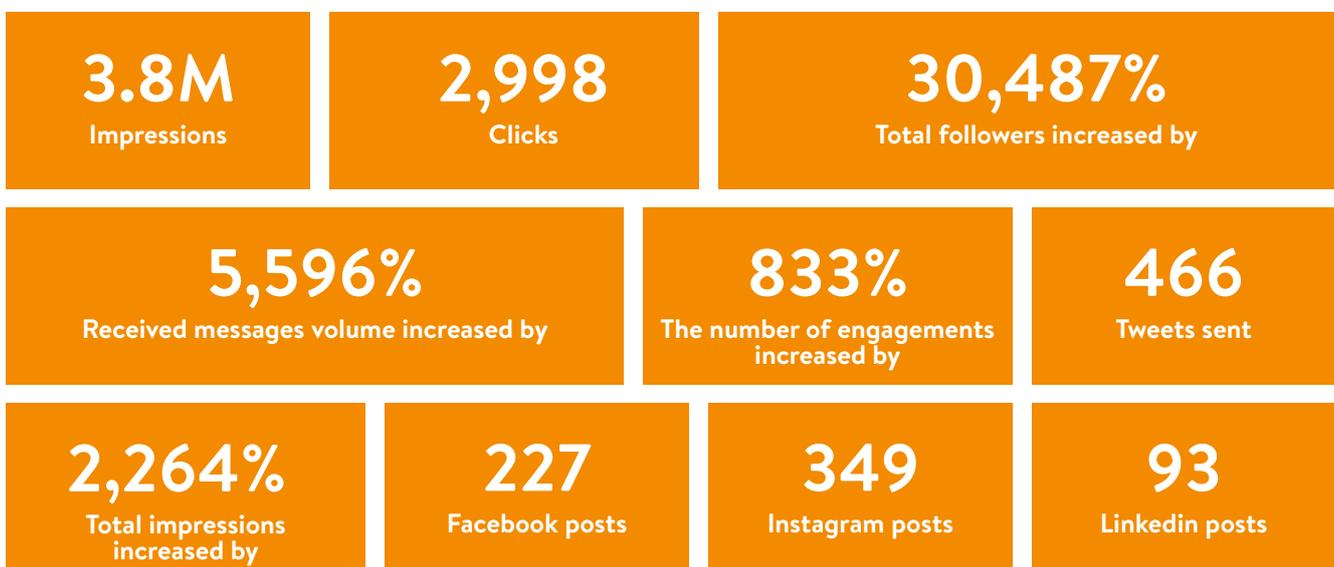 3.8M
Impressions
2,998
Clicks
30,487%
Total followers increased by
5,596%
Received messages volume increased by
833%
The number of engagements
increased by
466
Tweets sent
2,264%
Total impressions
increased by
227
Facebook posts
349
Instagram posts
93
Linkedin posts